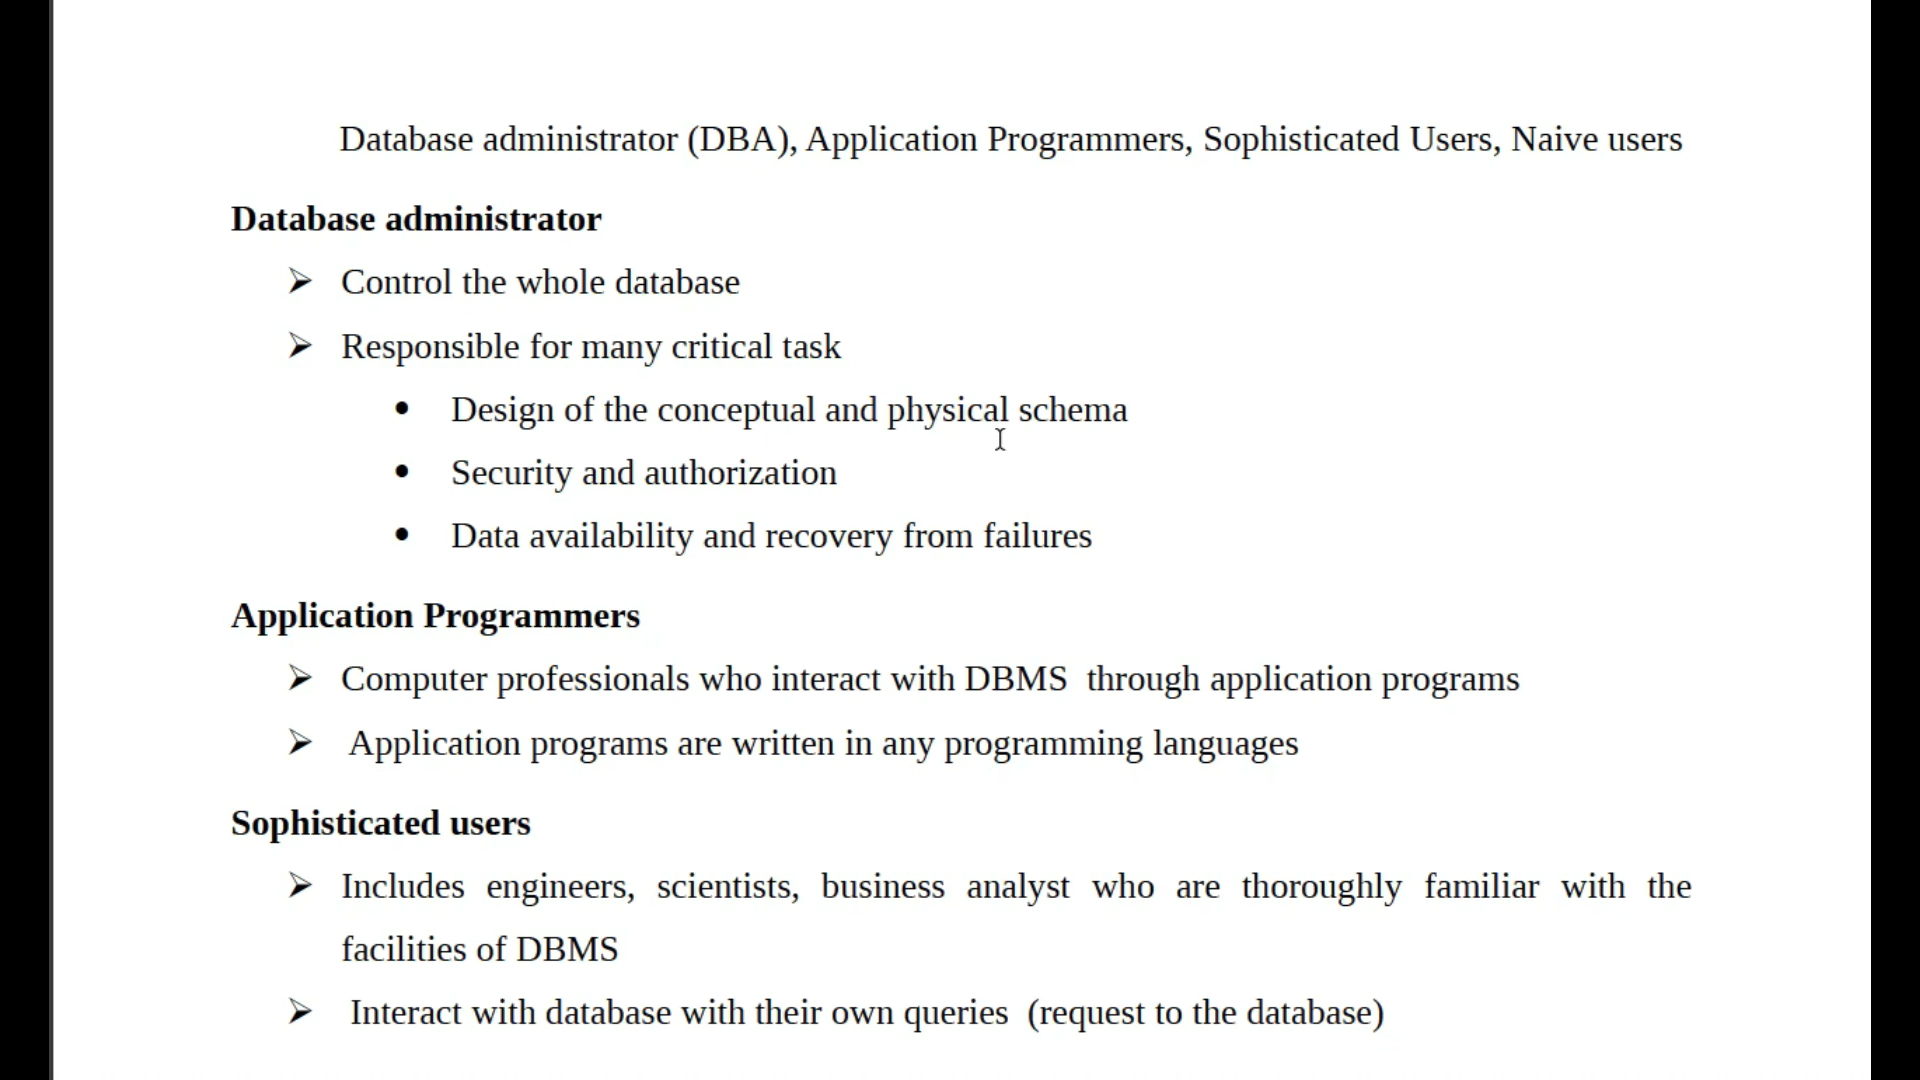 Database administrator (DBA), Application Programmers, Sophisticated Users, Naive users
Database administrator
➢ Control the whole database
➢ Responsible for many critical task
• Design of the conceptual and physical schema
• Security and authorization
• Data availability and recovery from failures
Application Programmers
➢ Computer professionals who interact with DBMS  through application programs
➢ Application programs are written in any programming languages
Sophisticated users
➢ Includes engineers, scientists, business analyst who are thoroughly familiar with the
facilities of DBMS
➢ Interact with database with their own queries  (request to the database)